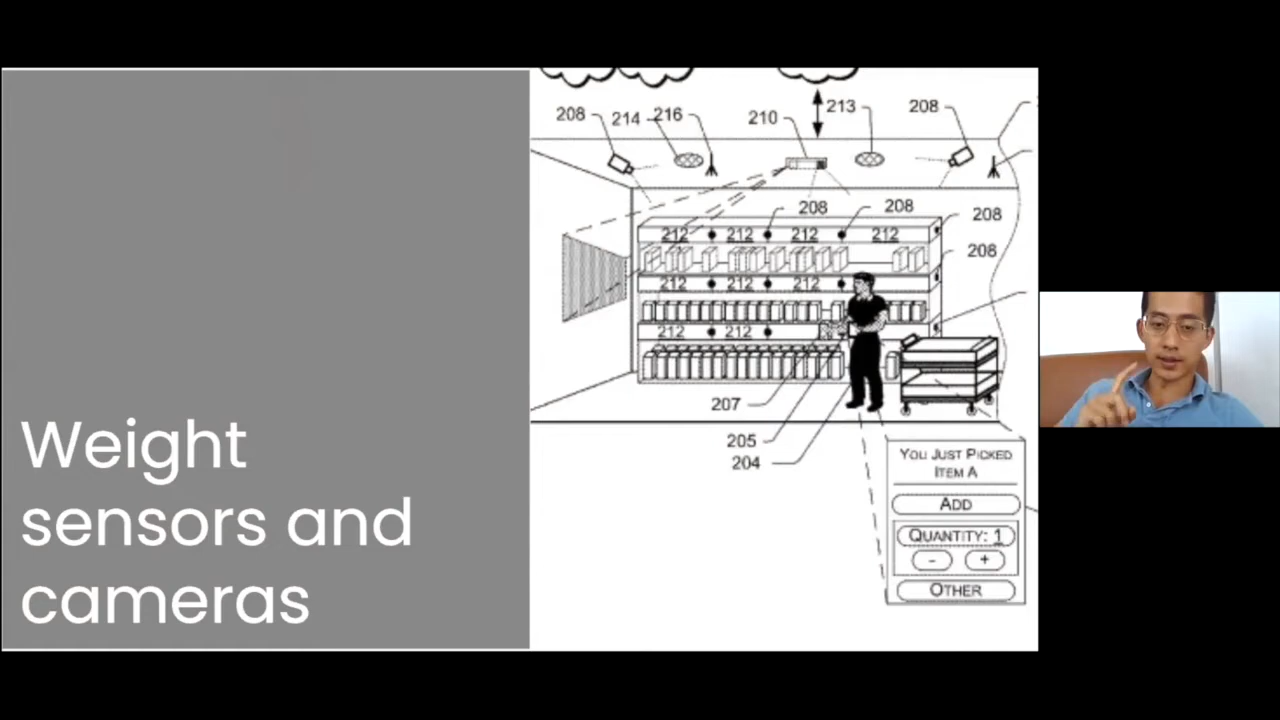 Weight
sensors and
cameras
208 214 216 210 213 208
208 208 208
212 212 212 212
208
212 212 212
212 212
207
205
204
YOU JUST PICKED
ITEM A
ADD
QUANTITY: 1
- +
OTHER